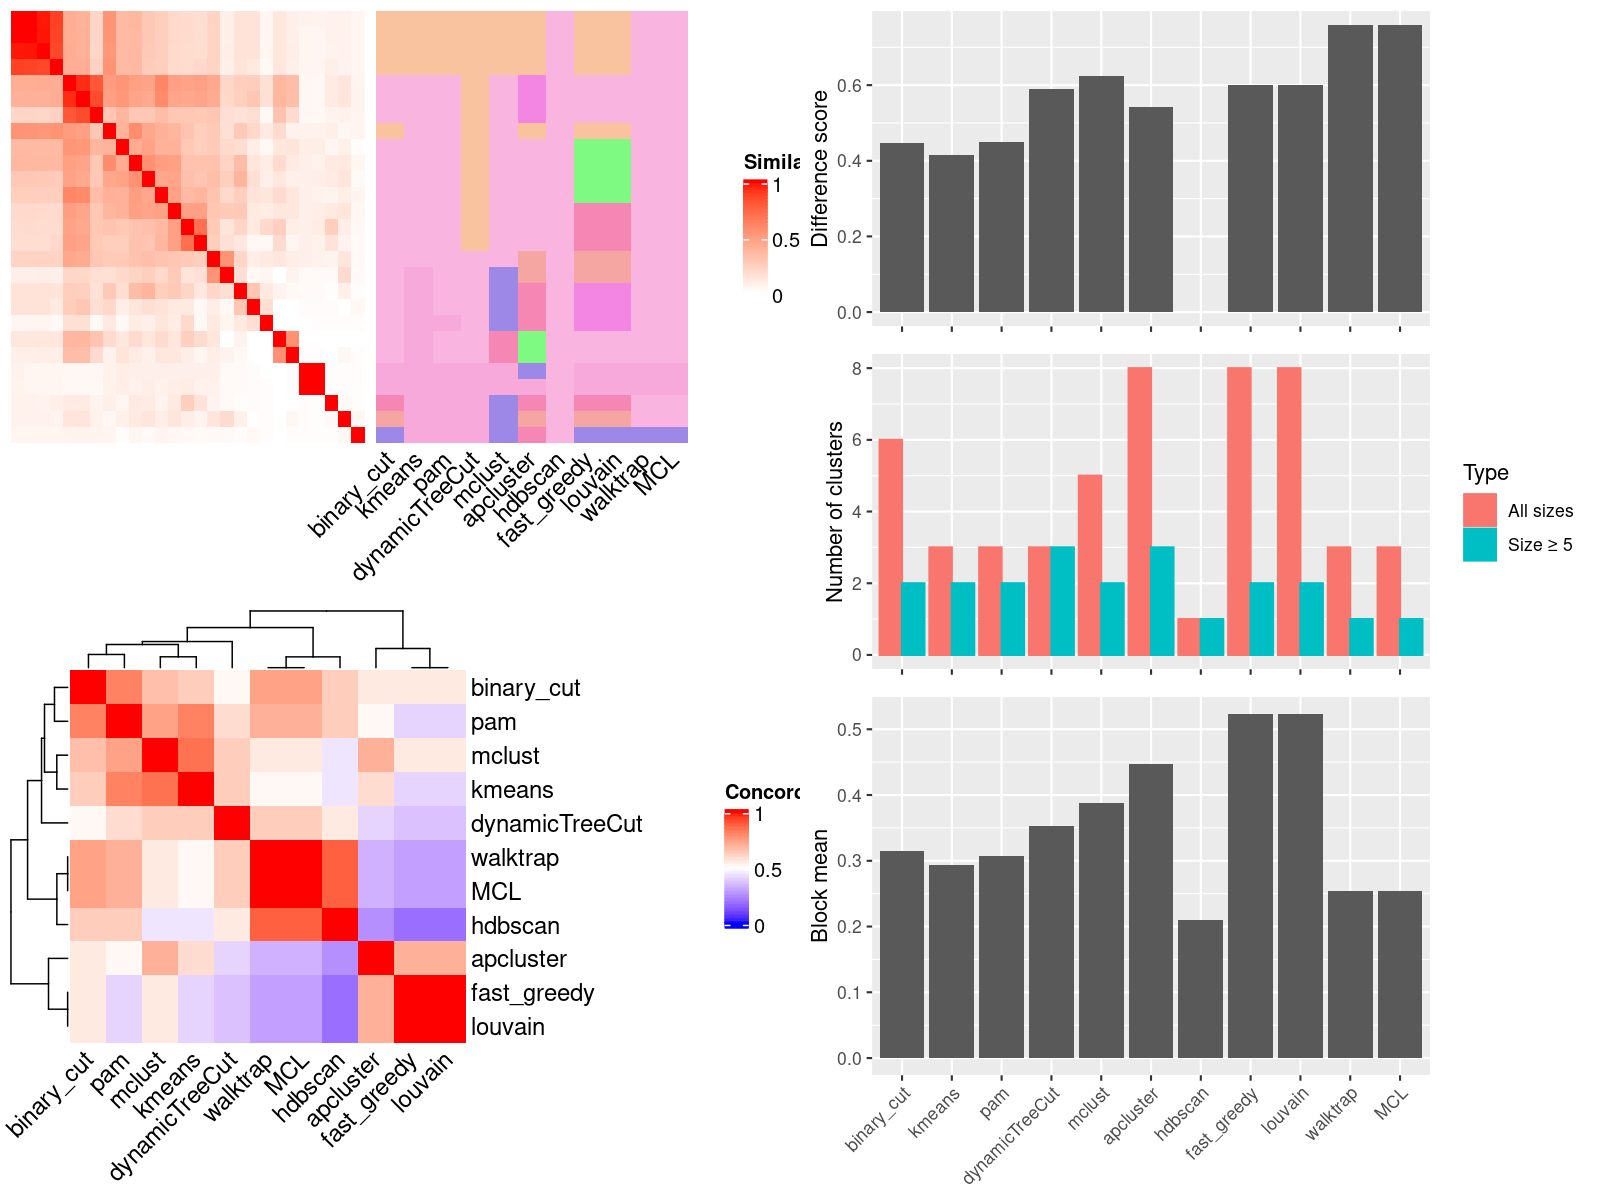 Simila
1
0.5
0
binary_cut
kmeans
pam
dynamicTreeCut
mclust
apcluster
hdbscan
fast_greedy
louvain
walktrap
MCL
binary_cut
pam
mclust
kmeans
dynamicTreeCut
walktrap
MCL
hdbscan
apcluster
fast_greedy
louvain
binary_cut
pam
mclust
kmeans
dynamicTreeCut
walktrap
MCL
hdbscan
apcluster
fast_greedy
louvain
Concord
1
0.5
0
Difference score
0.6
0.4
0.2
0.0
Number of clusters
8
6
4
2
0
Type
All sizes
Size ≥ 5
Block mean
0.5
0.4
0.3
0.2
0.1
0.0
binary_cut
kmeans
pam
dynamicTreeCut
mclust
apcluster
hdbscan
fast_greedy
louvain
walktrap
MCL